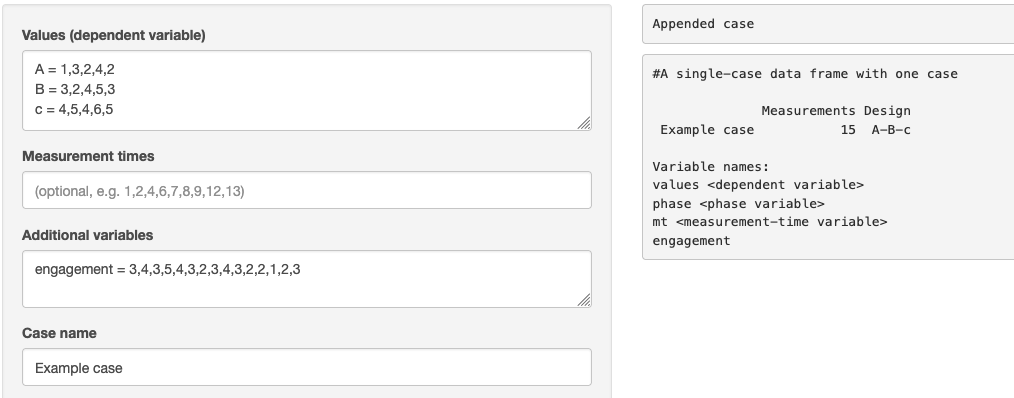 Values (dependent variable)
A = 1,3,2,4,2
B = 3,2,4,5,3
c = 4,5,4,6,5
Measurement times
(optional, e.g. 1,2,4,6,7,8,9,12,13)
Additional variables
engagement = 3,4,3,5,4,3,2,3,4,3,2,2,1,2,3
Case name
Example case
Appended case
#A single-case data frame with one case
Measurements Design
Example case 15 A-B-c
Variable names:
values <dependent variable>
phase <phase variable>
mt <measurement-time variable>
engagement